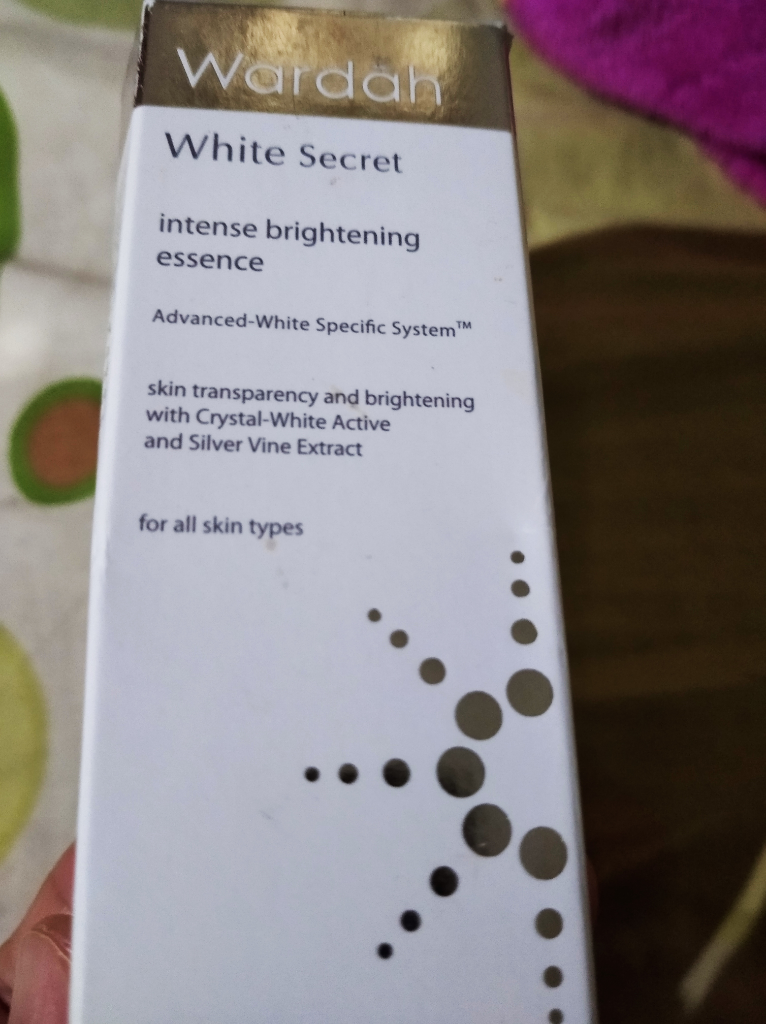 Wardah
White Secret
intense brightening
essence
Advanced-White Specific System™
skin transparency and brightening
with Crystal-White Active
and Silver Vine Extract
for all skin types